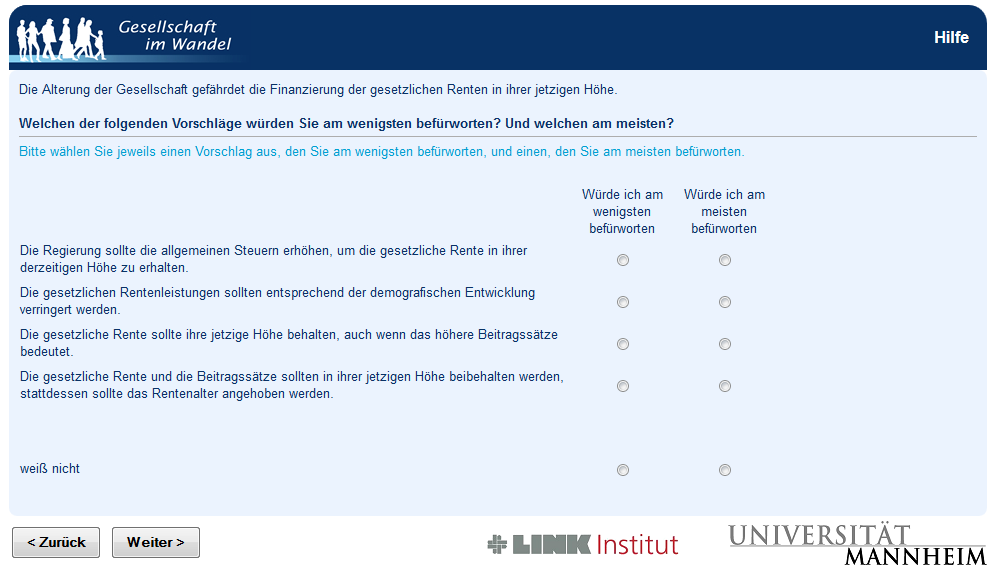 Gesellschaft
im Wandel
Hilfe
Die Alterung der Gesellschaft gefährdet die Finanzierung der gesetzlichen Renten in ihrer jetzigen Höhe.
Welchen der folgenden Vorschläge würden Sie am wenigsten befürworten? Und welchen am meisten?
Bitte wählen Sie jeweils einen Vorschlag aus, den Sie am wenigsten befürworten, und einen, den Sie am meisten befürworten.
Würde ich am
wenigsten
befürworten
Würde ich am
meisten
befürworten
Die Regierung sollte die allgemeinen Steuern erhöhen, um die gesetzliche Rente in ihrer
derzeitigen Höhe zu erhalten.
Die gesetzlichen Rentenleistungen sollten entsprechend der demografischen Entwicklung
verringert werden.
Die gesetzliche Rente sollte ihre jetzige Höhe behalten, auch wenn das höhere Beitragssätze
bedeutet.
Die gesetzliche Rente und die Beitragssätze sollten in ihrer jetzigen Höhe beibehalten werden,
stattdessen sollte das Rentenalter angehoben werden.
weiß nicht
< Zurück
Weiter >
LINK Institut
UNIVERSITÄT
MANNHEIM